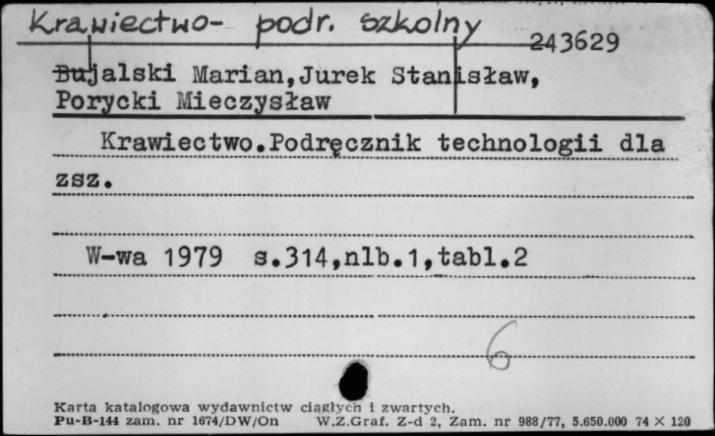 Krawiectwo- podr. szkolny
243629
Bujalski Marian,Jurek Stanisław,
Porycki Mieczysław
Krawiectwo.Podręcznik technologii dla
zsz.
W-wa 1979 s.314,nlb.1,tabl.2
6
Karta katalogowa wydawnictw ciągłych i zwartych.
Pu-B-144 zam. nr 1674/DW/On W.Z.Graf. Z-d 2, Zam. nr 988/77, 5.650.000 74 X 120